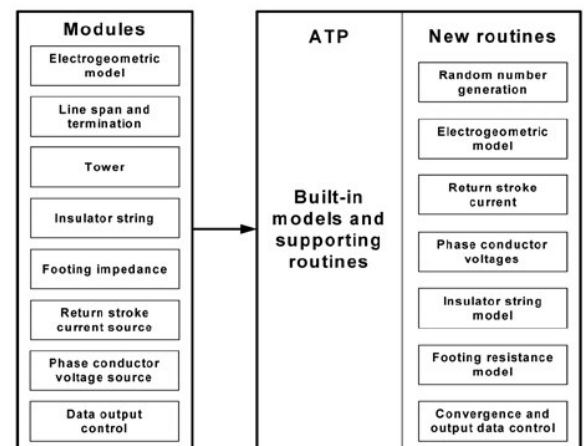 Modules
Electrogeometric
model
Line span and
termination
Tower
Insulator string
Footing impedance
Return stroke
current source
Phase conductor
voltage source
Data output
control
ATP
Built-in
models and
supporting
routines
New routines
Random number
generation
Electrogeometric
model
Return stroke
current
Phase conductor
voltages
Insulator string
model
Footing resistance
model
Convergence and
output data control